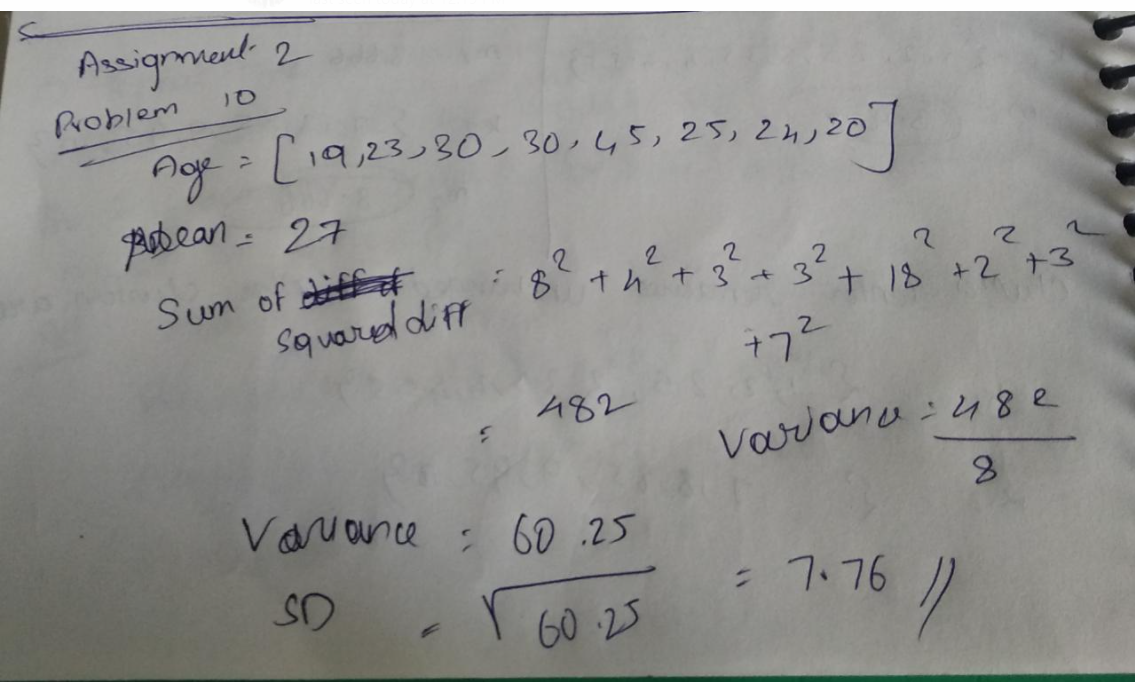 Assignment 2
Problem 10
Age = [19, 23, 30, 30, 45, 25, 24, 20]
Mean = 27
Sum of squared diff = 8² + 4² + 3² + 3² + 18² + 2² + 3²
+ 7²
= 482
Variance = 482/8
Variance = 60.25
SD = √60.25 = 7.76 //